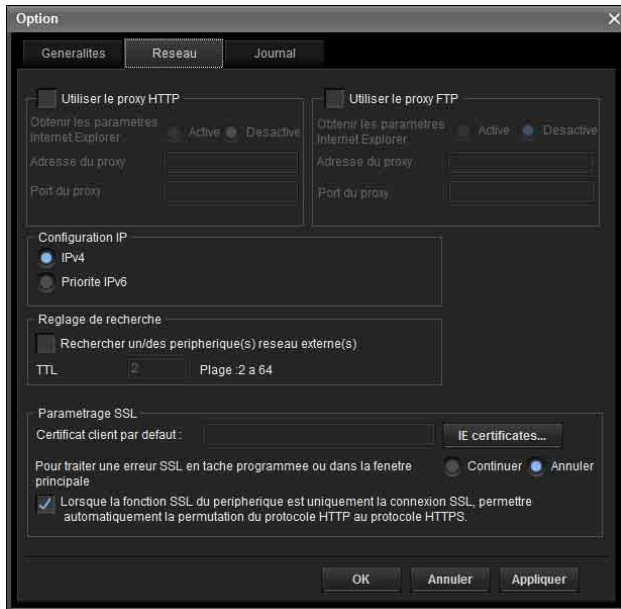 Option
Generalites
Reseau
Journal
Utiliser le proxy HTTP
Obtenir les parametres
Internet Explorer
Active
Desactive
Adresse du proxy
Port du proxy
Utiliser le proxy FTP
Obtenir les parametres
Internet Explorer
Active
Desactive
Adresse du proxy
Port du proxy
Configuration IP
IPv4
Priorite IPv6
Reglage de recherche
Rechercher un/des peripherique(s) reseau externe(s)
TTL
2
Plage :2 a 64
Parametrage SSL
Certificat client par defaut :
IE certificates...
Pour traiter une erreur SSL en tache programmee ou dans la fenetre
principale
Continuer
Annuler
Lorsque la fonction SSL du peripherique est uniquement la connexion SSL, permettre
automatiquement la permutation du protocole HTTP au protocole HTTPS.
OK
Annuler
Appliquer